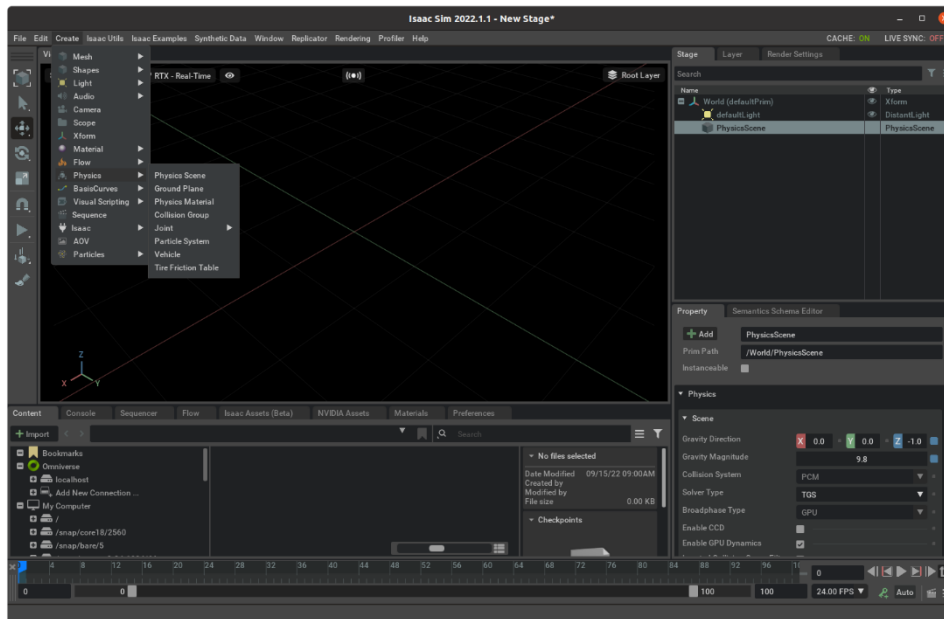 Isaac Sim 2022.1.1 - New Stage*
File Edit Create Isaac Utils Isaac Examples Synthetic Data Window Replicator Rendering Profiler Help
CACHE: ON LIVE SYNC: OFF
RTX - Real-Time
Root Layer
Mesh
Shapes
Light
Audio
Camera
Scope
Xform
Material
Flow
Physics
BasisCurves
Visual Scripting
Sequence
Isaac
AOV
Particles
Physics Scene
Ground Plane
Physics Material
Collision Group
Joint
Particle System
Vehicle
Tire Friction Table
Z
X Y
Stage Layer Render Settings
Search
Name Type
World (defaultPrim) Xform
defaultLight DistantLight
PhysicsScene PhysicsScene
Property Semantics Schema Editor
Add PhysicsScene
Prim Path /World/PhysicsScene
Instanceable
Physics
Scene
Gravity Direction X 0.0 Y 0.0 Z -1.0
Gravity Magnitude 9.8
Collision System PCM
Solver Type TGS
Broadphase Type GPU
Enable CCD
Enable GPU Dynamics
Content Console Sequencer Flow Isaac Assets (Beta) NVIDIA Assets Materials Preferences
Import Search
Bookmarks
Omniverse
localhost
Add New Connection ...
My Computer
/
/snap/core18/2560
/snap/bare/5
No files selected
Date Modified 09/15/22 09:00AM
Created by
Modified by
File size 0.00 KB
Checkpoints
4 8 12 16 20 24 28 32 36 40 44 48 52 56 60 64 68 72 76 80 84 88 92 96
0
0 0 100 100 24.00 FPS Auto